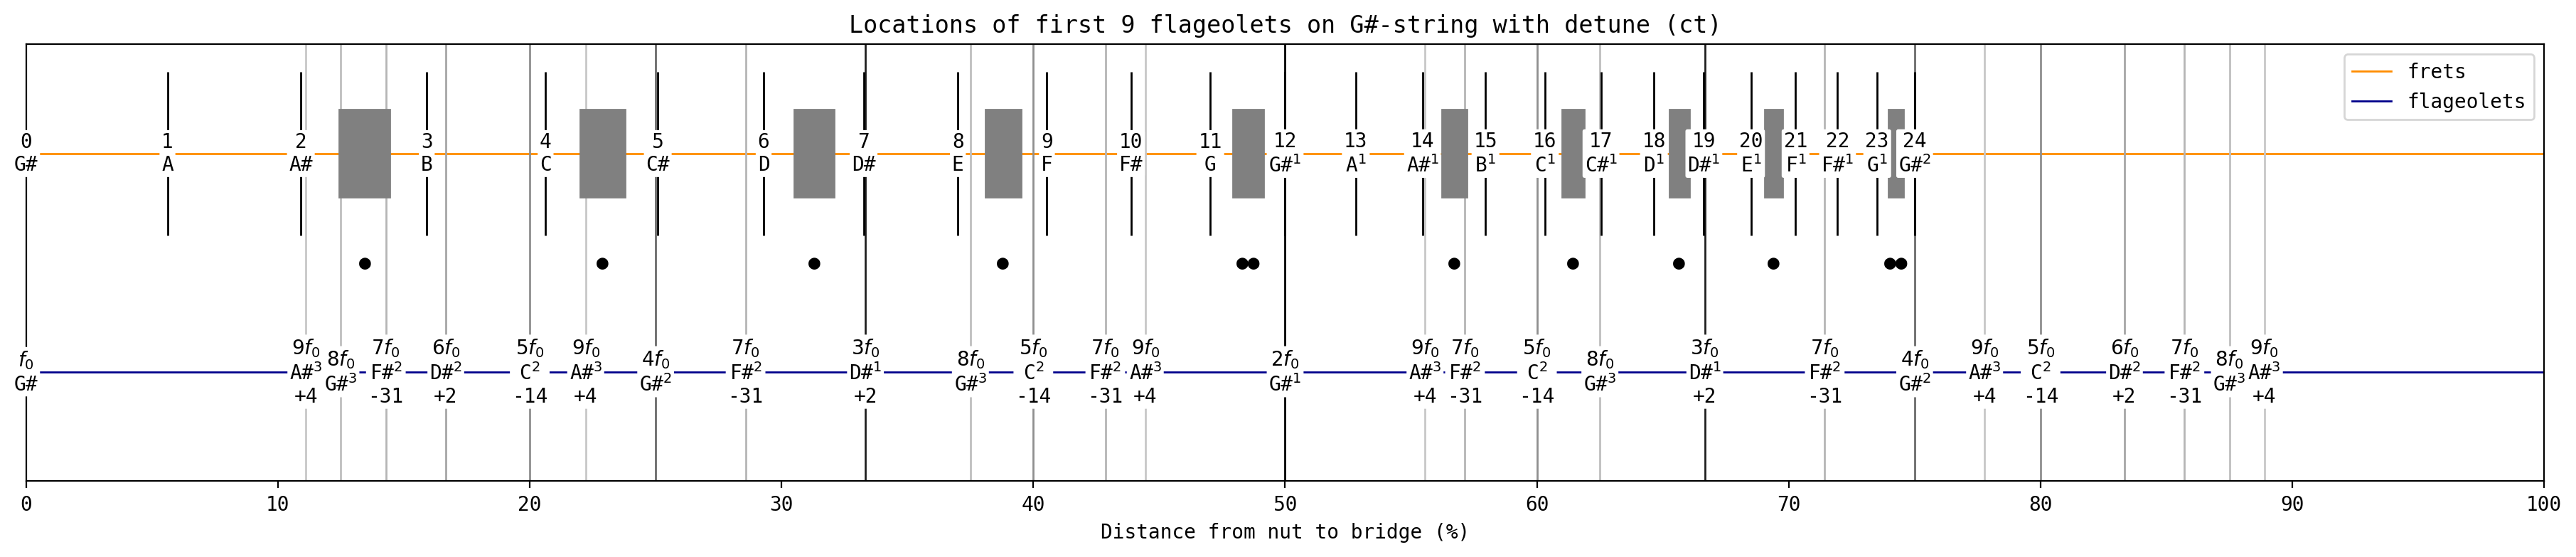 Locations of first 9 flageolets on G#-string with detune (ct)
frets
flageolets
0 1 2 3 4 5 6 7 8 9 10 11 12 13 14 15 16 17 18 19 20 21 22 23 24
G# A A# B C C# D D# E F F# G G#¹ A¹ A#¹ B¹ C¹ C#¹ D¹ D#¹ E¹ F¹ F#¹ G¹ G#²
f₀ 9f₀ 8f₀ 7f₀ 6f₀ 5f₀ 9f₀ 4f₀ 7f₀ 3f₀ 8f₀ 5f₀ 7f₀ 9f₀ 2f₀ 9f₀ 7f₀ 5f₀ 8f₀ 3f₀ 7f₀ 4f₀ 9f₀ 5f₀ 6f₀ 7f₀ 8f₀ 9f₀
G# A#³ G#³ F#² D#² C² A#³ G#² F#² D#¹ G#³ C² F#² A#³ G#¹ A#³ F#² C² G#³ D#¹ F#² G#² A#³ C² D#² F#² G#³ A#³
+4 -31 +2 -14 +4 -31 +2 -14 -31 +4 +4 -31 -14 +2 -31 +4 -14 +2 -31 +4
0 10 20 30 40 50 60 70 80 90 100
Distance from nut to bridge (%)